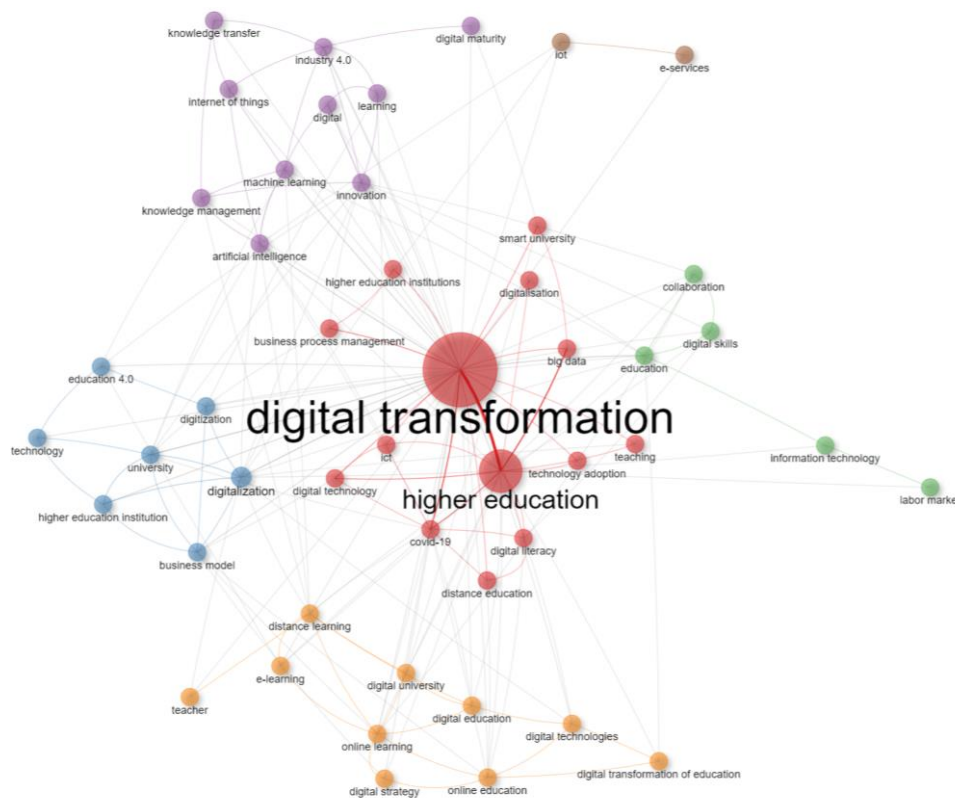 knowledge transfer
digital maturity
industry 4.0
iot
e-services
internet of things
learning
digital
machine learning
innovation
knowledge management
smart university
artificial intelligence
higher education institutions
digitalisation
collaboration
business process management
digital skills
big data
education
education 4.0
digitization
digital transformation
technology
university
ict
teaching
information technology
technology adoption
digitalization
digital technology
higher education
labor marke
higher education institution
covid-19
digital literacy
business model
distance education
distance learning
e-learning
digital university
teacher
digital education
digital technologies
online learning
digital transformation of education
digital strategy
online education